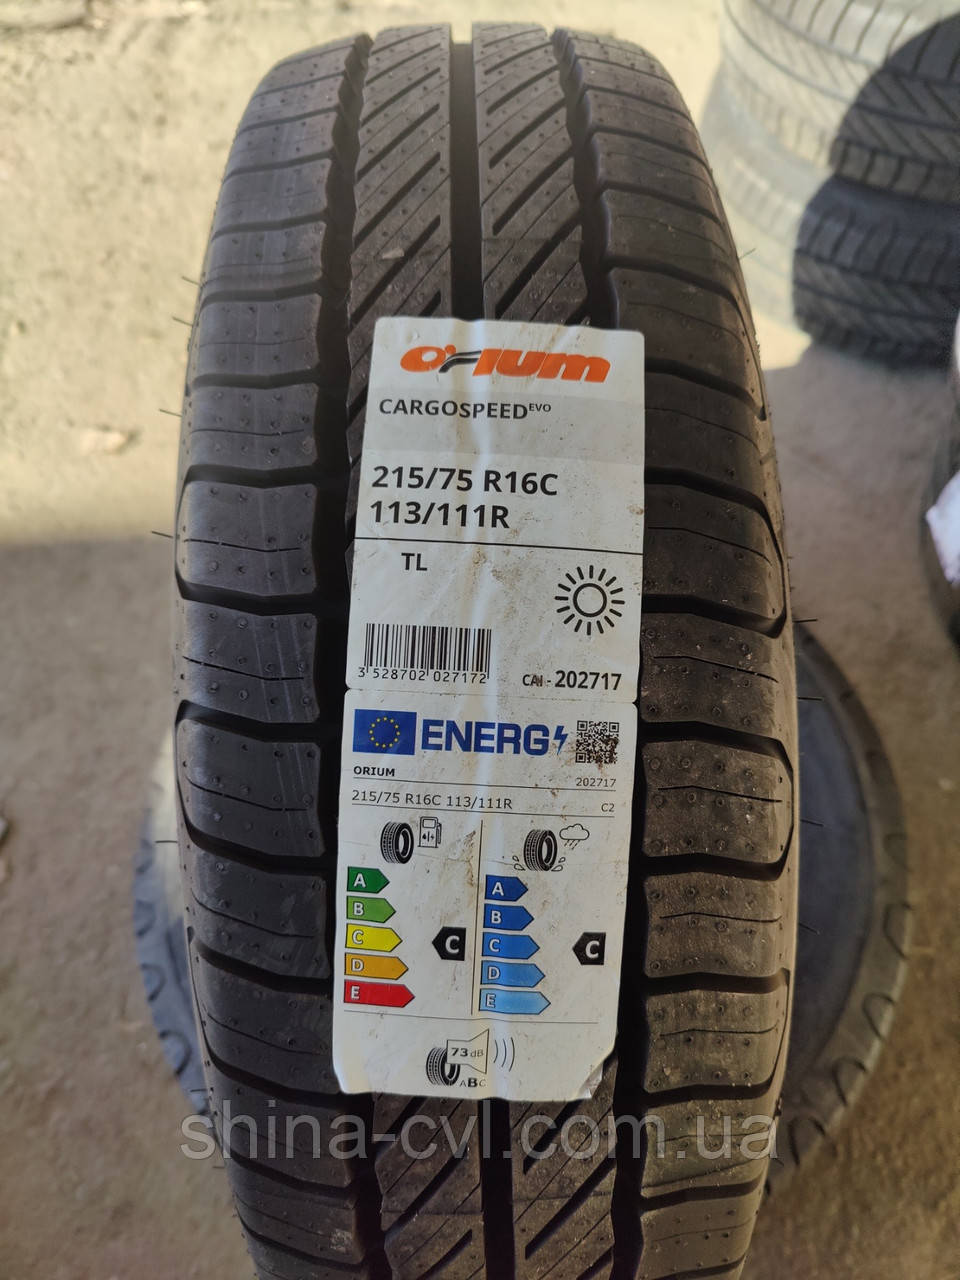 Orium
CARGOSPEED EVO
215/75 R16C
113/111R
TL
3 528702 027172
CAI - 202717
ENERG
ORIUM 202717
215/75 R16C 113/111R C2
A A
B B
C C C C
D D
E E
73 dB
ABC
shina-cvl.com.ua